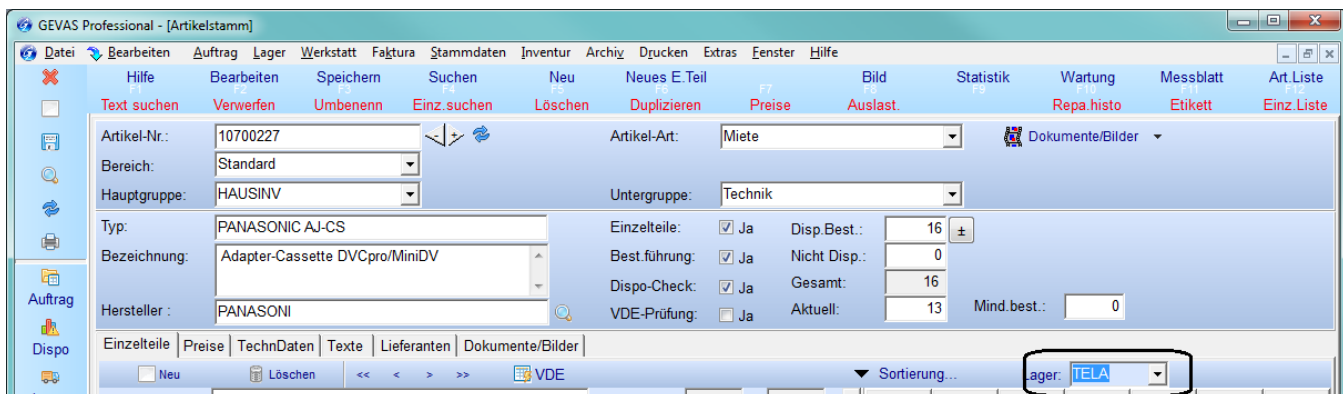 GEVAS Professional - [Artikelstamm]
Datei Bearbeiten Auftrag Lager Werkstatt Faktura Stammdaten Inventur Archiv Drucken Extras Fenster Hilfe
Hilfe Bearbeiten Speichern Suchen Neu Neues E.Teil Bild Statistik Wartung Messblatt Art.Liste
F1 F2 F3 F4 F5 F6 F7 F8 F9 F10 F11 F12
Text suchen Verwerfen Umbenenn Einz.suchen Löschen Duplizieren Preise Auslast. Repa.histo Etikett Einz.Liste
Artikel-Nr.: 10700227 - + Artikel-Art: Miete Dokumente/Bilder
Bereich: Standard
Hauptgruppe: HAUSINV Untergruppe: Technik
Typ: PANASONIC AJ-CS Einzelteile: Ja Disp.Best.: 16 ±
Bezeichnung: Adapter-Cassette DVCpro/MiniDV Best.führung: Ja Nicht Disp.: 0
Dispo-Check: Ja Gesamt: 16
Hersteller : PANASONI VDE-Prüfung: Ja Aktuell: 13 Mind.best.: 0
Auftrag
Dispo
Einzelteile Preise TechnDaten Texte Lieferanten Dokumente/Bilder
Neu Löschen << < > >> VDE Sortierung... Lager: TELA